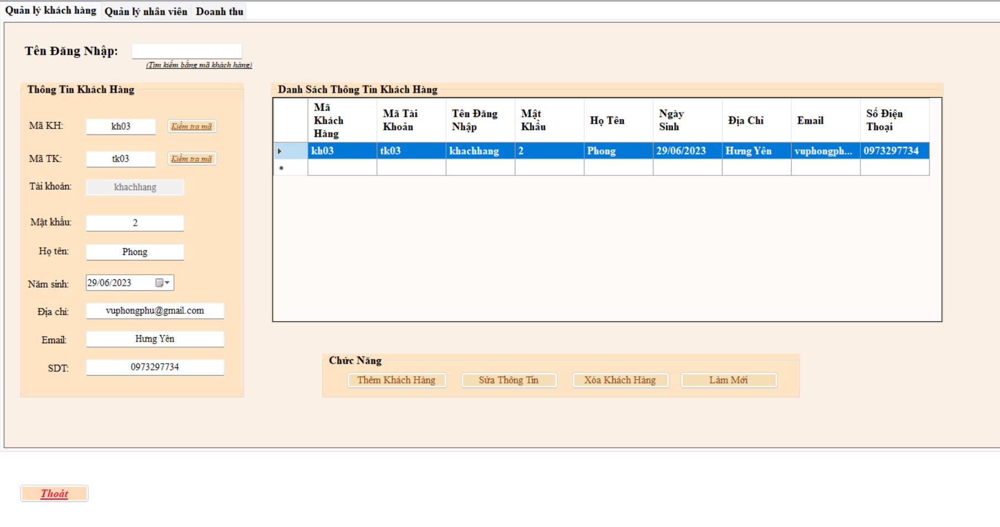 Quản lý khách hàng Quản lý nhân viên Doanh thu
Tên Đăng Nhập:
(Tìm kiếm bằng mã khách hàng)
Thông Tin Khách Hàng
Mã KH: kh03 Kiểm tra mã
Mã TK: tk03 Kiểm tra mã
Tài khoản: khachhang
Mật khẩu: 2
Họ tên: Phong
Năm sinh: 29/06/2023
Địa chỉ: vuphongphu@gmail.com
Email: Hưng Yên
SDT: 0973297734
Danh Sách Thông Tin Khách Hàng
Mã Khách Hàng Mã Tài Khoản Tên Đăng Nhập Mật Khẩu Họ Tên Ngày Sinh Địa Chỉ Email Số Điện Thoại
kh03 tk03 khachhang 2 Phong 29/06/2023 Hưng Yên vuphongph... 0973297734
Chức Năng
Thêm Khách Hàng Sửa Thông Tin Xóa Khách Hàng Làm Mới
Thoát